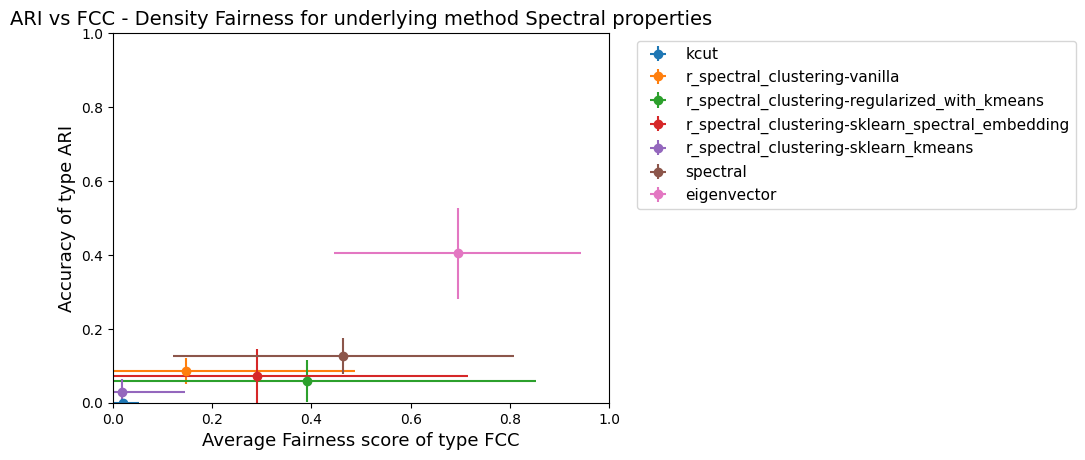 ARI vs FCC - Density Fairness for underlying method Spectral properties
1.0
0.8
0.6
0.4
0.2
0.0
Accuracy of type ARI
0.0 0.2 0.4 0.6 0.8 1.0
Average Fairness score of type FCC
kcut
r_spectral_clustering-vanilla
r_spectral_clustering-regularized_with_kmeans
r_spectral_clustering-sklearn_spectral_embedding
r_spectral_clustering-sklearn_kmeans
spectral
eigenvector